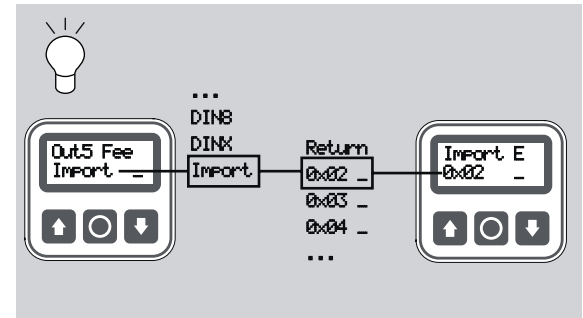 Out5 Fee
Import _
...
DIN8
DINX
Import
Return
0x02 _
0x03 _
0x04 _
...
Import E
0x02 _